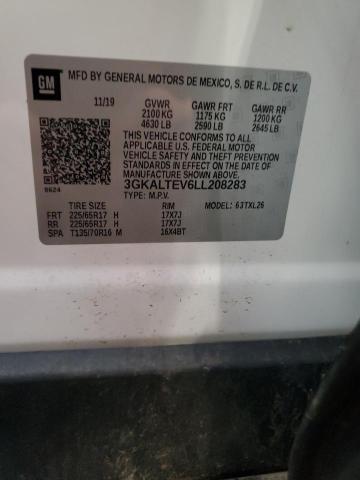 GM
MFD BY GENERAL MOTORS DE MEXICO, S. DE R.L. DE C.V.
11/19 GVWR GAWR FRT GAWR RR
2100 KG 1175 KG 1200 KG
4630 LB 2590 LB 2645 LB
THIS VEHICLE CONFORMS TO ALL
APPLICABLE U.S. FEDERAL MOTOR
VEHICLE SAFETY AND THEFT PREVENTION
STANDARDS IN EFFECT ON THE DATE OF
MANUFACTURE SHOWN ABOVE.
3GKALTEV6LL208283
8624 TYPE: M.P.V.
TIRE SIZE RIM MODEL: 63TXL26
FRT 225/65R17 H 17X7J
RR 225/65R17 H 17X7J
SPA T135/70R16 M 16X4BT